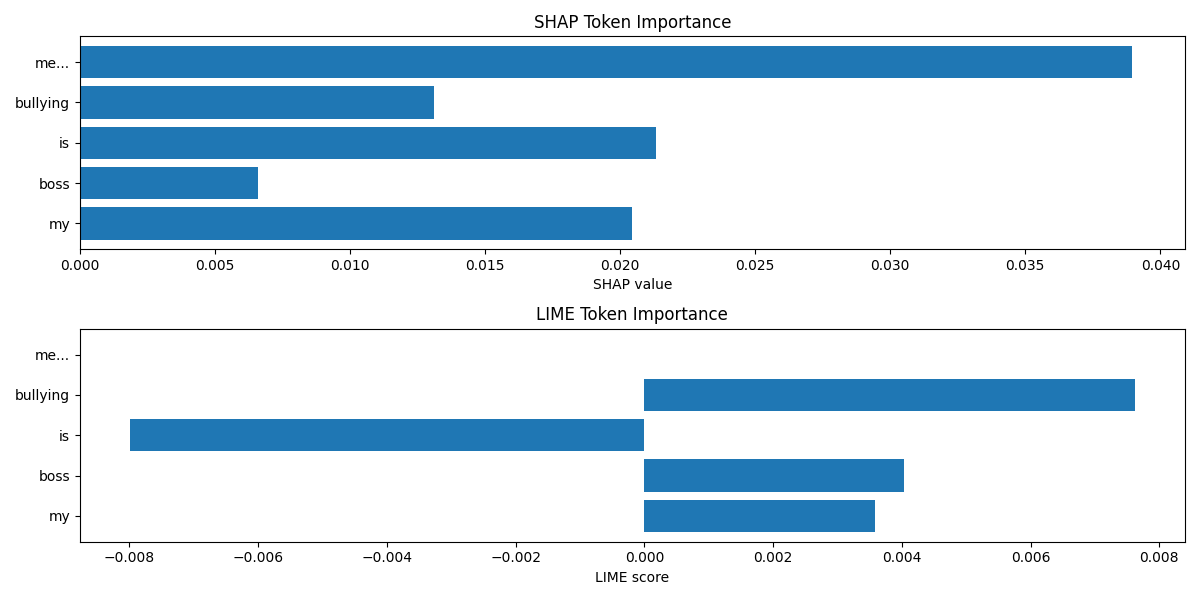 SHAP Token Importance
me...
bullying
is
boss
my
0.000 0.005 0.010 0.015 0.020 0.025 0.030 0.035 0.040
SHAP value
LIME Token Importance
me...
bullying
is
boss
my
−0.008 −0.006 −0.004 −0.002 0.000 0.002 0.004 0.006 0.008
LIME score